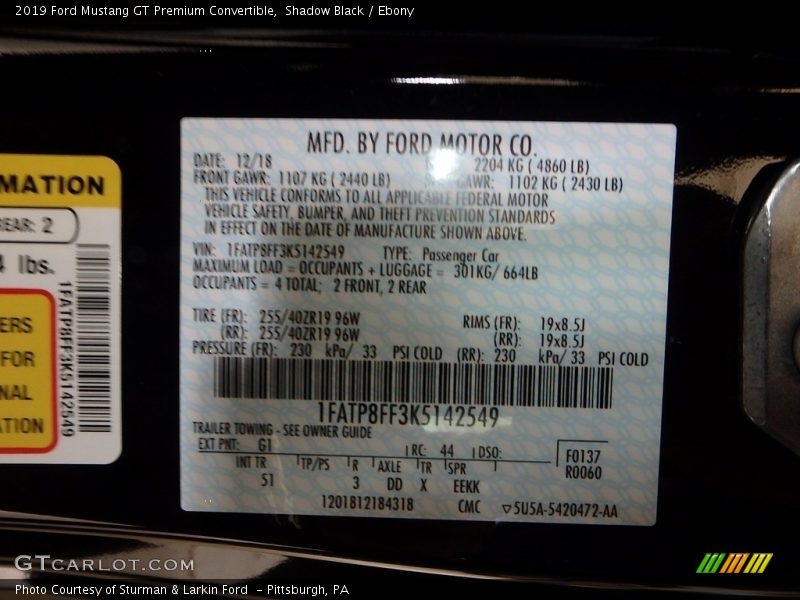 2019 Ford Mustang GT Premium Convertible, Shadow Black / Ebony
MATION
EAR: 2
lbs.
ERS
FOR
NAL
TION
1FATP8FF3K5142549
MFD. BY FORD MOTOR CO.
DATE: 12/18 2204 KG ( 4860 LB)
FRONT GAWR: 1107 KG ( 2440 LB) GAWR: 1102 KG ( 2430 LB)
THIS VEHICLE CONFORMS TO ALL APPLICABLE FEDERAL MOTOR
VEHICLE SAFETY, BUMPER, AND THEFT PREVENTION STANDARDS
IN EFFECT ON THE DATE OF MANUFACTURE SHOWN ABOVE.
VIN: 1FATP8FF3K5142549 TYPE: Passenger Car
MAXIMUM LOAD = OCCUPANTS + LUGGAGE = 301KG/ 664LB
OCCUPANTS = 4 TOTAL; 2 FRONT, 2 REAR
TIRE (FR): 255/40ZR19 96W RIMS (FR): 19x8.5J
(RR): 255/40ZR19 96W (RR): 19x8.5J
PRESSURE (FR): 230 kPa/ 33 PSI COLD (RR): 230 kPa/ 33 PSI COLD
1FATP8FF3K5142549
TRAILER TOWING - SEE OWNER GUIDE
EXT PNT: G1 RC: 44 DSO: F0137
INT TR TP/PS R AXLE TR SPR R0060
51 3 DD X EEKK
1201812184318 CMC ▽5U5A-5420472-AA
GTCARLOT.COM
Photo Courtesy of Sturman & Larkin Ford - Pittsburgh, PA